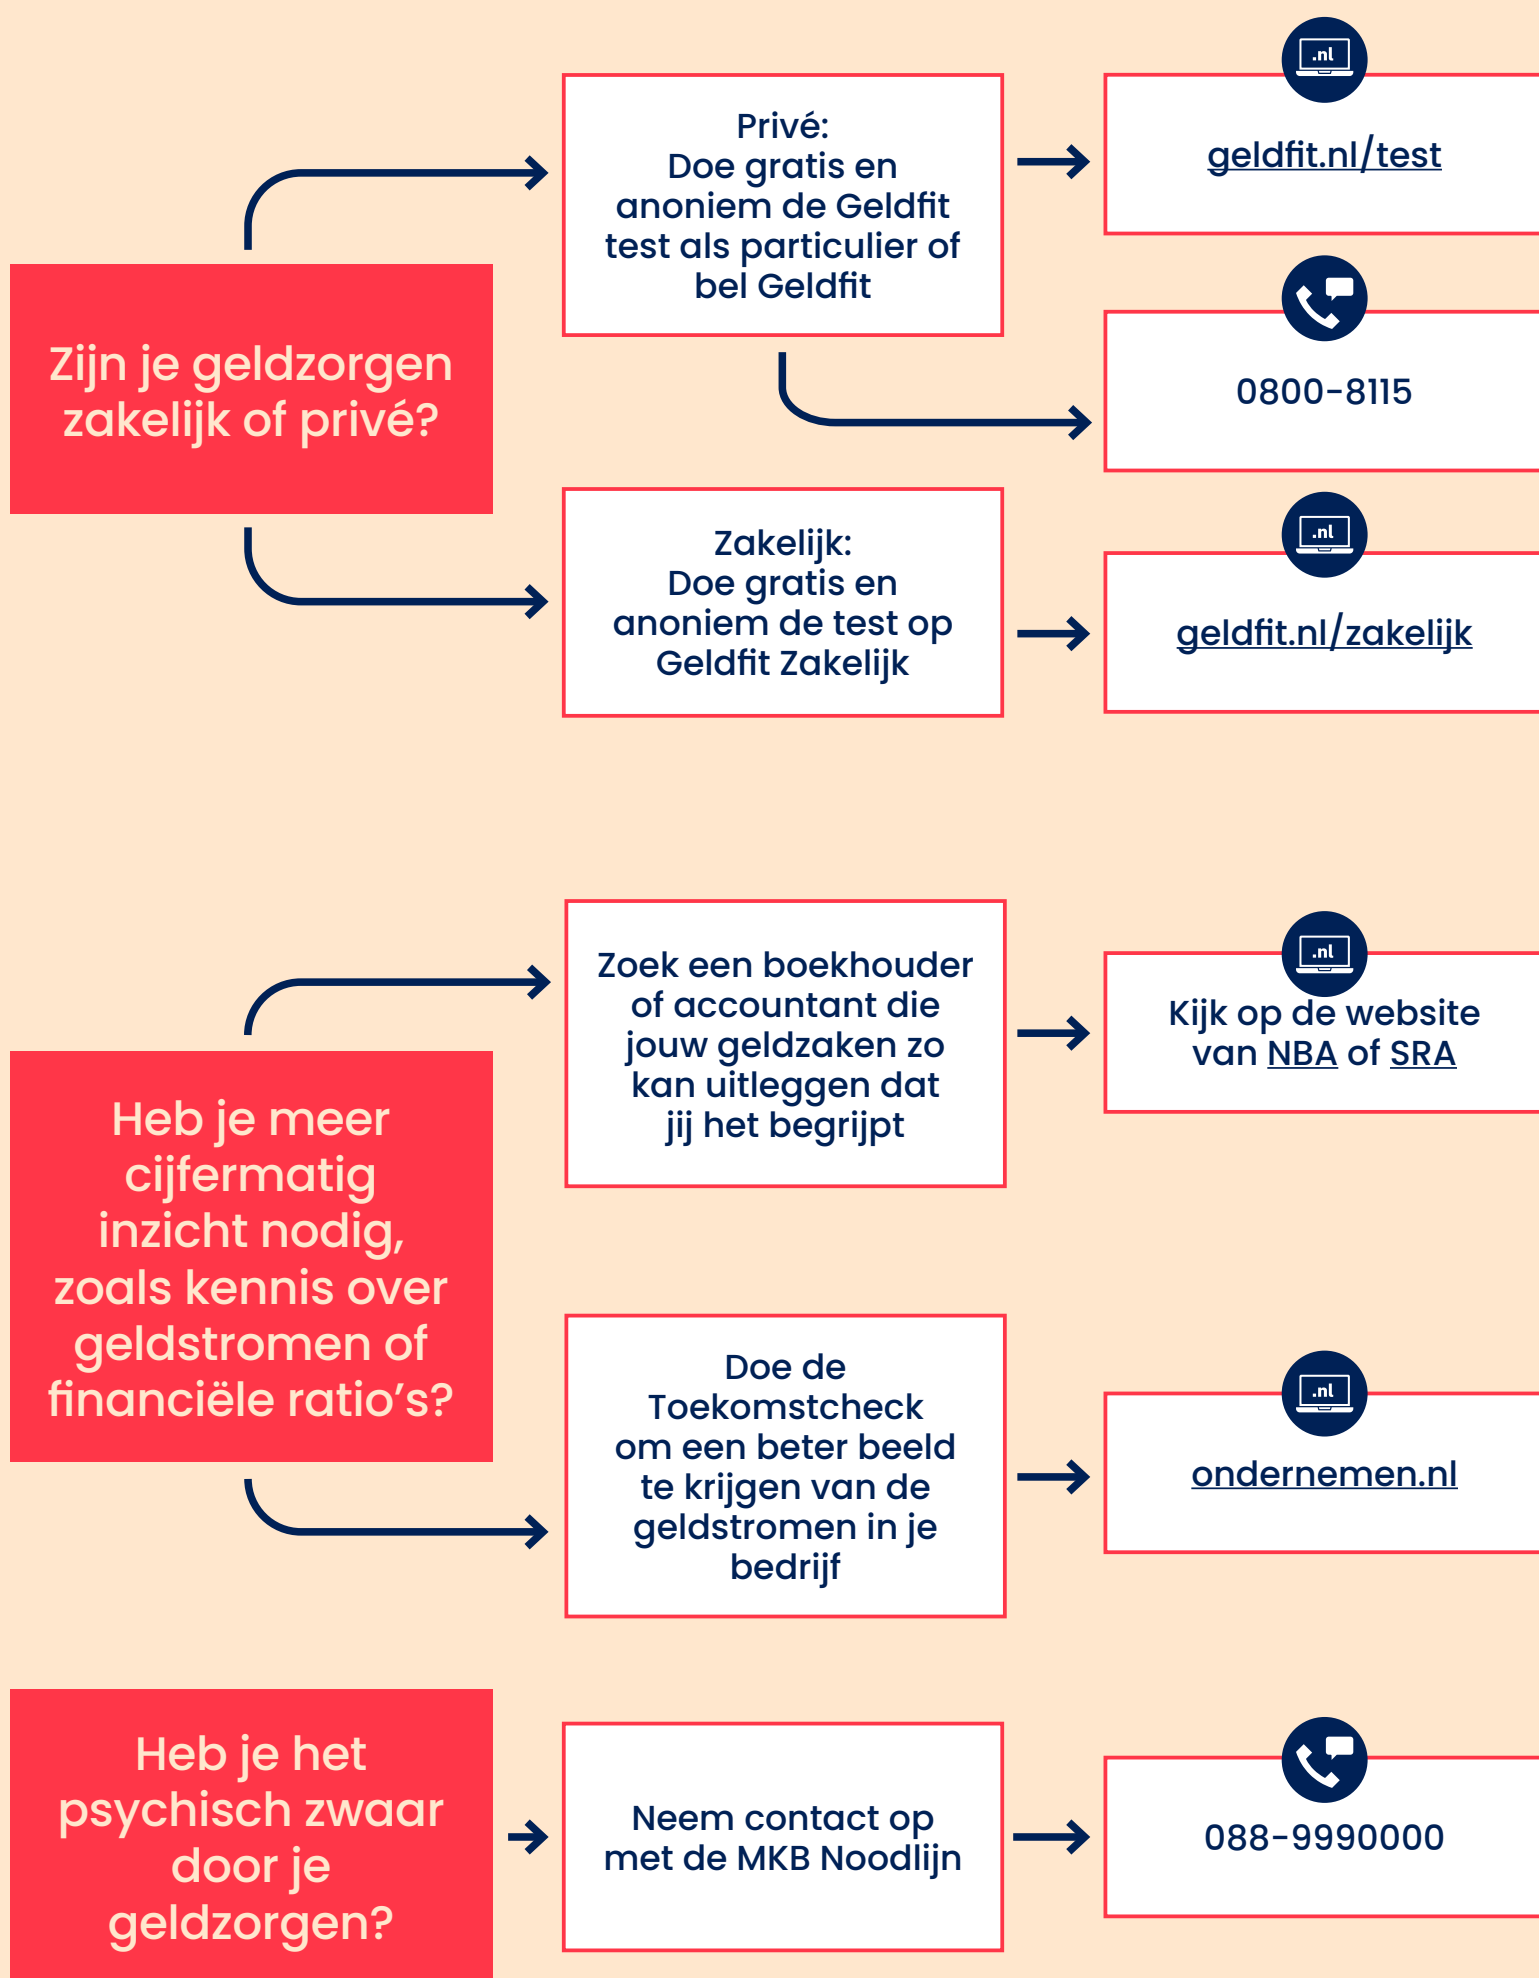 Zijn je geldzorgen
zakelijk of privé?
Privé:
Doe gratis en
anoniem de Geldfit
test als particulier of
bel Geldfit
.nl
geldfit.nl/test
0800-8115
Zakelijk:
Doe gratis en
anoniem de test op
Geldfit Zakelijk
.nl
geldfit.nl/zakelijk
Heb je meer
cijfermatig
inzicht nodig,
zoals kennis over
geldstromen of
financiële ratio’s?
Zoek een boekhouder
of accountant die
jouw geldzaken zo
kan uitleggen dat
jij het begrijpt
.nl
Kijk op de website
van NBA of SRA
Doe de
Toekomstcheck
om een beter beeld
te krijgen van de
geldstromen in je
bedrijf
.nl
ondernemen.nl
Heb je het
psychisch zwaar
door je
geldzorgen?
Neem contact op
met de MKB Noodlijn
088-9990000